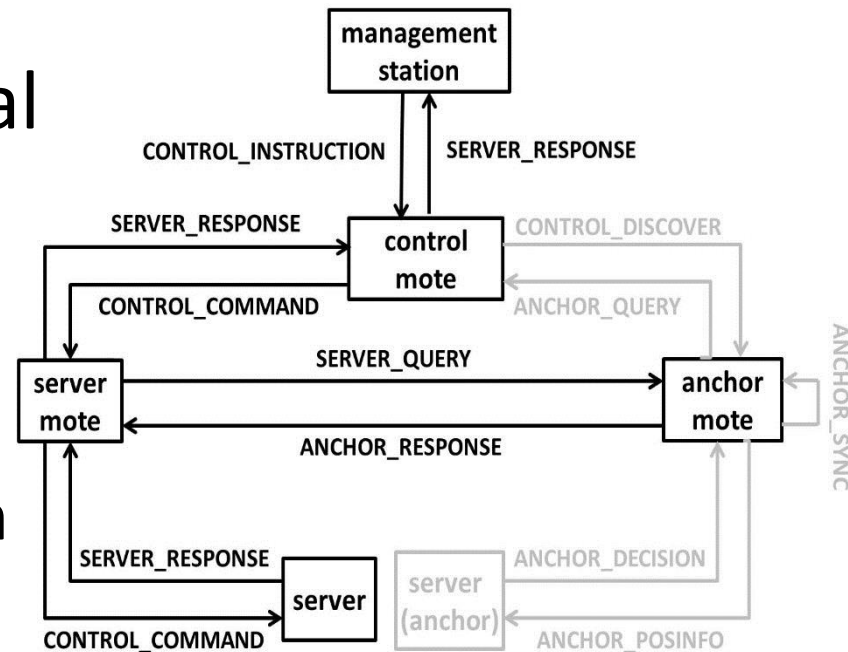 management
station
al
CONTROL_INSTRUCTION
SERVER_RESPONSE
SERVER_RESPONSE
control
mote
CONTROL_DISCOVER
CONTROL_COMMAND
ANCHOR_QUERY
server
mote
SERVER_QUERY
anchor
mote
ANCHOR_SYNC
ANCHOR_RESPONSE
n
SERVER_RESPONSE
server
server
(anchor)
ANCHOR_DECISION
CONTROL_COMMAND
ANCHOR_POSINFO